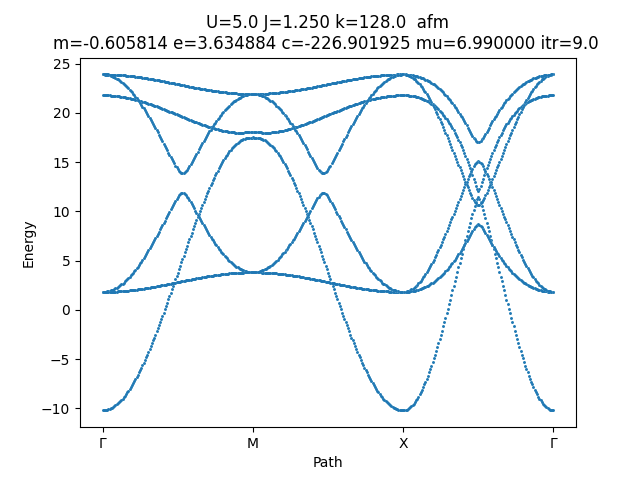 U=5.0 J=1.250 k=128.0  afm
m=-0.605814 e=3.634884 c=-226.901925 mu=6.990000 itr=9.0
25
20
15
10
5
0
−5
−10
Energy
Γ
M
X
Γ
Path